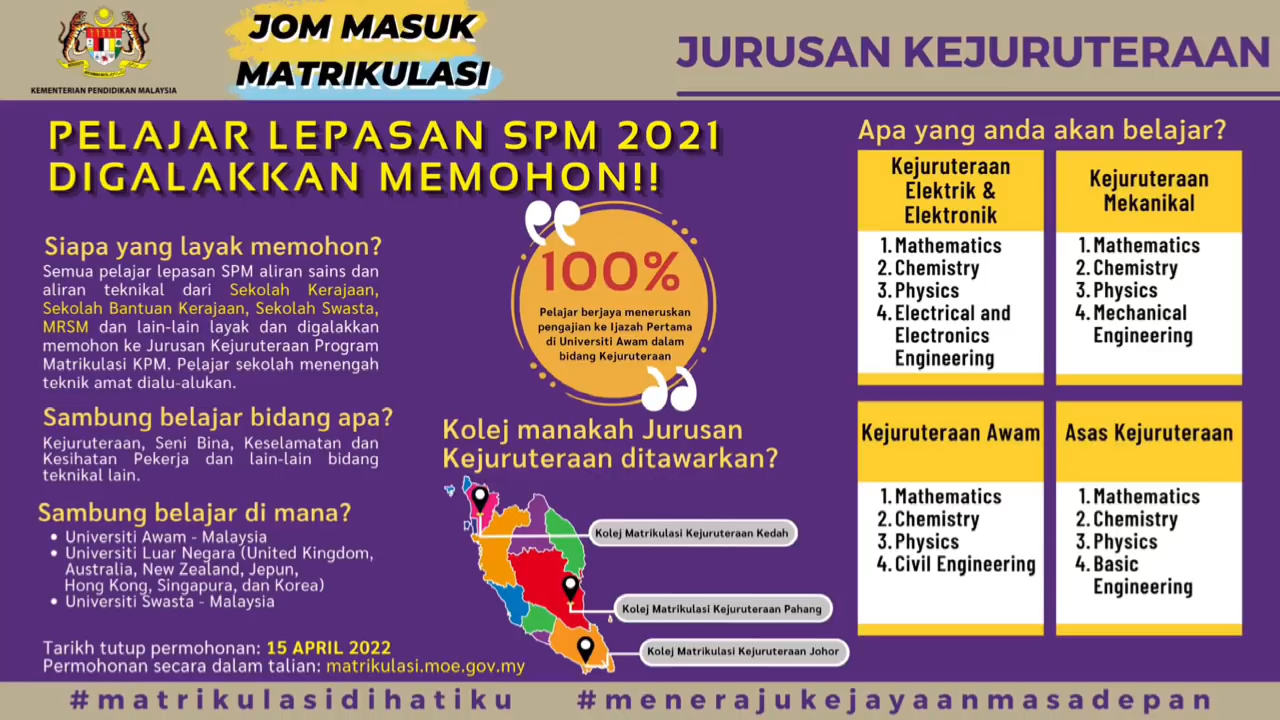 KEMENTERIAN PENDIDIKAN MALAYSIA
JOM MASUK
MATRIKULASI
JURUSAN KEJURUTERAAN
PELAJAR LEPASAN SPM 2021
DIGALAKKAN MEMOHON!!
Siapa yang layak memohon?
Semua pelajar lepasan SPM aliran sains dan
aliran teknikal dari Sekolah Kerajaan,
Sekolah Bantuan Kerajaan, Sekolah Swasta,
MRSM dan lain-lain layak dan digalakkan
memohon ke Jurusan Kejuruteraan Program
Matrikulasi KPM. Pelajar sekolah menengah
teknik amat dialu-alukan.
Sambung belajar bidang apa?
Kejuruteraan, Seni Bina, Keselamatan dan
Kesihatan Pekerja dan lain-lain bidang
teknikal lain.
Sambung belajar di mana?
• Universiti Awam - Malaysia
• Universiti Luar Negara (United Kingdom,
Australia, New Zealand, Jepun,
Hong Kong, Singapura, dan Korea)
• Universiti Swasta - Malaysia
Tarikh tutup permohonan: 15 APRIL 2022
Permohonan secara dalam talian: matrikulasi.moe.gov.my
100%
Pelajar berjaya meneruskan
pengajian ke Ijazah Pertama
di Universiti Awam dalam
bidang Kejuruteraan
Kolej manakah Jurusan
Kejuruteraan ditawarkan?
Kolej Matrikulasi Kejuruteraan Kedah
Kolej Matrikulasi Kejuruteraan Pahang
Kolej Matrikulasi Kejuruteraan Johor
Apa yang anda akan belajar?
Kejuruteraan
Elektrik &
Elektronik
1. Mathematics
2. Chemistry
3. Physics
4. Electrical and
Electronics
Engineering
Kejuruteraan
Mekanikal
1. Mathematics
2. Chemistry
3. Physics
4. Mechanical
Engineering
Kejuruteraan Awam
1. Mathematics
2. Chemistry
3. Physics
4. Civil Engineering
Asas Kejuruteraan
1. Mathematics
2. Chemistry
3. Physics
4. Basic
Engineering
#matrikulasidihatiku
#menerajukejayaanmasadepan